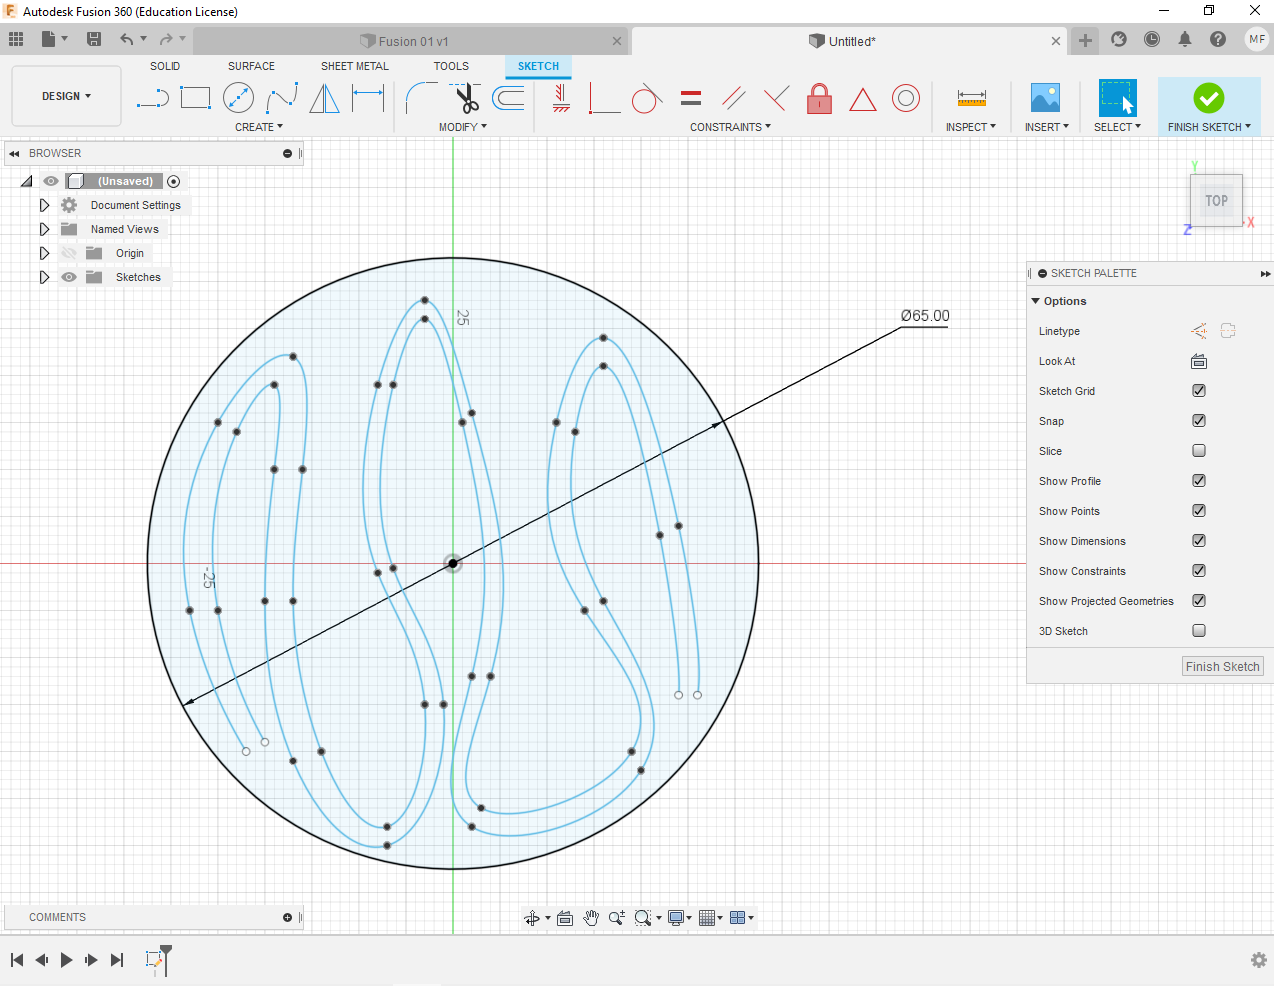 Autodesk Fusion 360 (Education License)
Fusion 01 v1
Untitled*
MF
SOLID
SURFACE
SHEET METAL
TOOLS
SKETCH
DESIGN
CREATE
MODIFY
CONSTRAINTS
INSPECT
INSERT
SELECT
FINISH SKETCH
BROWSER
(Unsaved)
Document Settings
Named Views
Origin
Sketches
Y
TOP
X
Z
25
-25
Ø65.00
SKETCH PALETTE
Options
Linetype
Look At
Sketch Grid
Snap
Slice
Show Profile
Show Points
Show Dimensions
Show Constraints
Show Projected Geometries
3D Sketch
Finish Sketch
COMMENTS